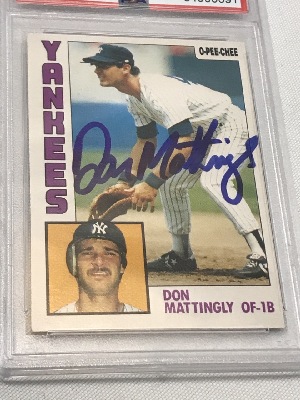 O-PEE-CHEE
YANKEES
Don Mattingly
NY
DON
MATTINGLY OF-1B